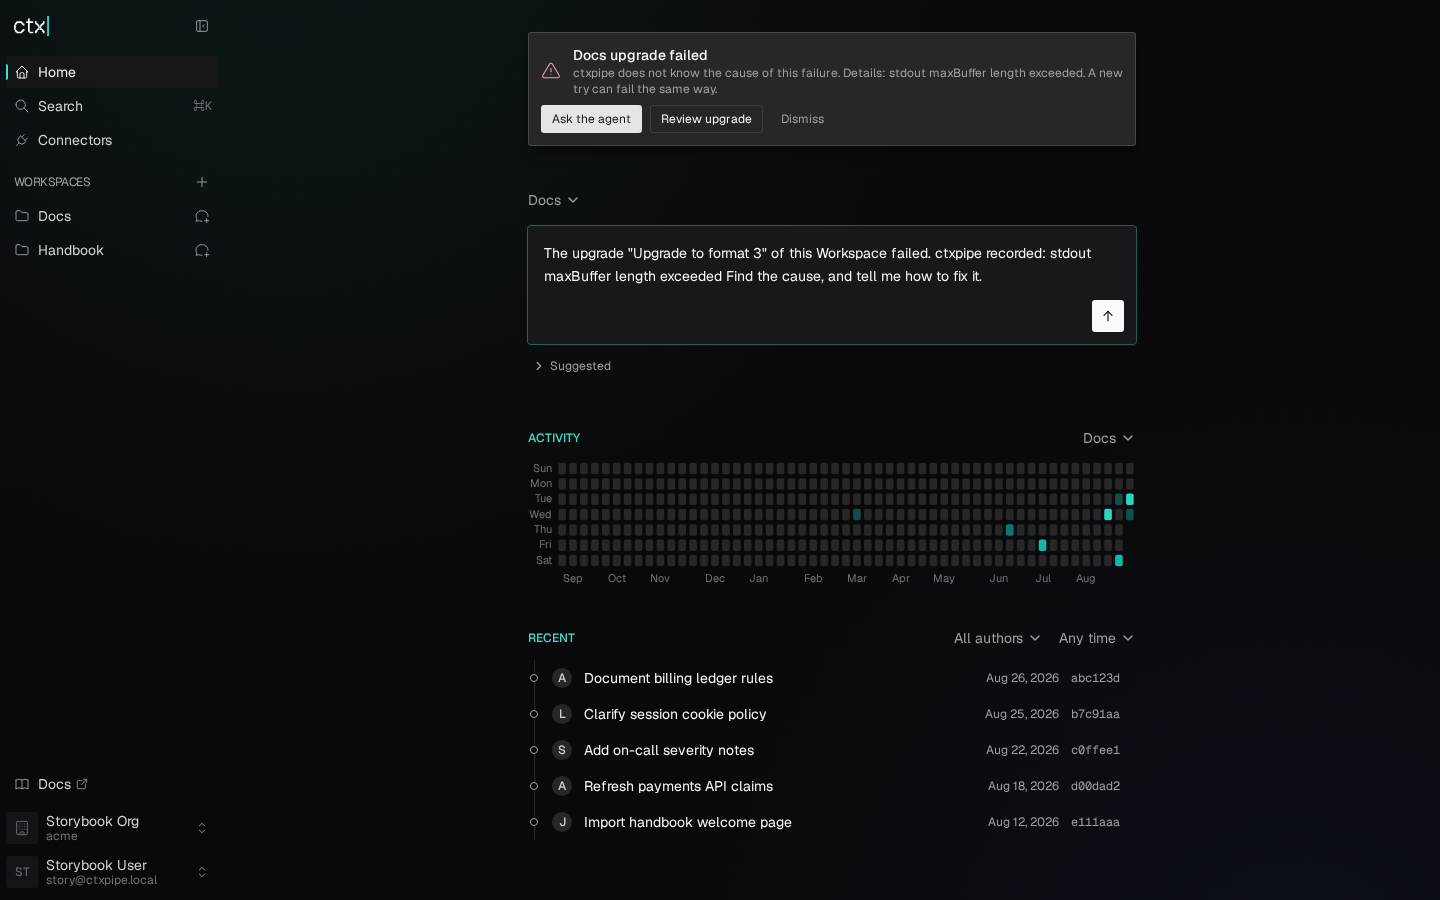 ctx
Home
Search ⌘K
Connectors
WORKSPACES
Docs
Handbook
Docs
Storybook Org
acme
ST
Storybook User
story@ctxpipe.local
Docs upgrade failed
ctxpipe does not know the cause of this failure. Details: stdout maxBuffer length exceeded. A new
try can fail the same way.
Ask the agent
Review upgrade
Dismiss
Docs
The upgrade "Upgrade to format 3" of this Workspace failed. ctxpipe recorded: stdout
maxBuffer length exceeded Find the cause, and tell me how to fix it.
Suggested
ACTIVITY
Docs
Sun
Mon
Tue
Wed
Thu
Fri
Sat
Sep Oct Nov Dec Jan Feb Mar Apr May Jun Jul Aug
RECENT
All authors
Any time
A Document billing ledger rules Aug 26, 2026 abc123d
L Clarify session cookie policy Aug 25, 2026 b7c91aa
S Add on-call severity notes Aug 22, 2026 c0ffee1
A Refresh payments API claims Aug 18, 2026 d00dad2
J Import handbook welcome page Aug 12, 2026 e111aaa